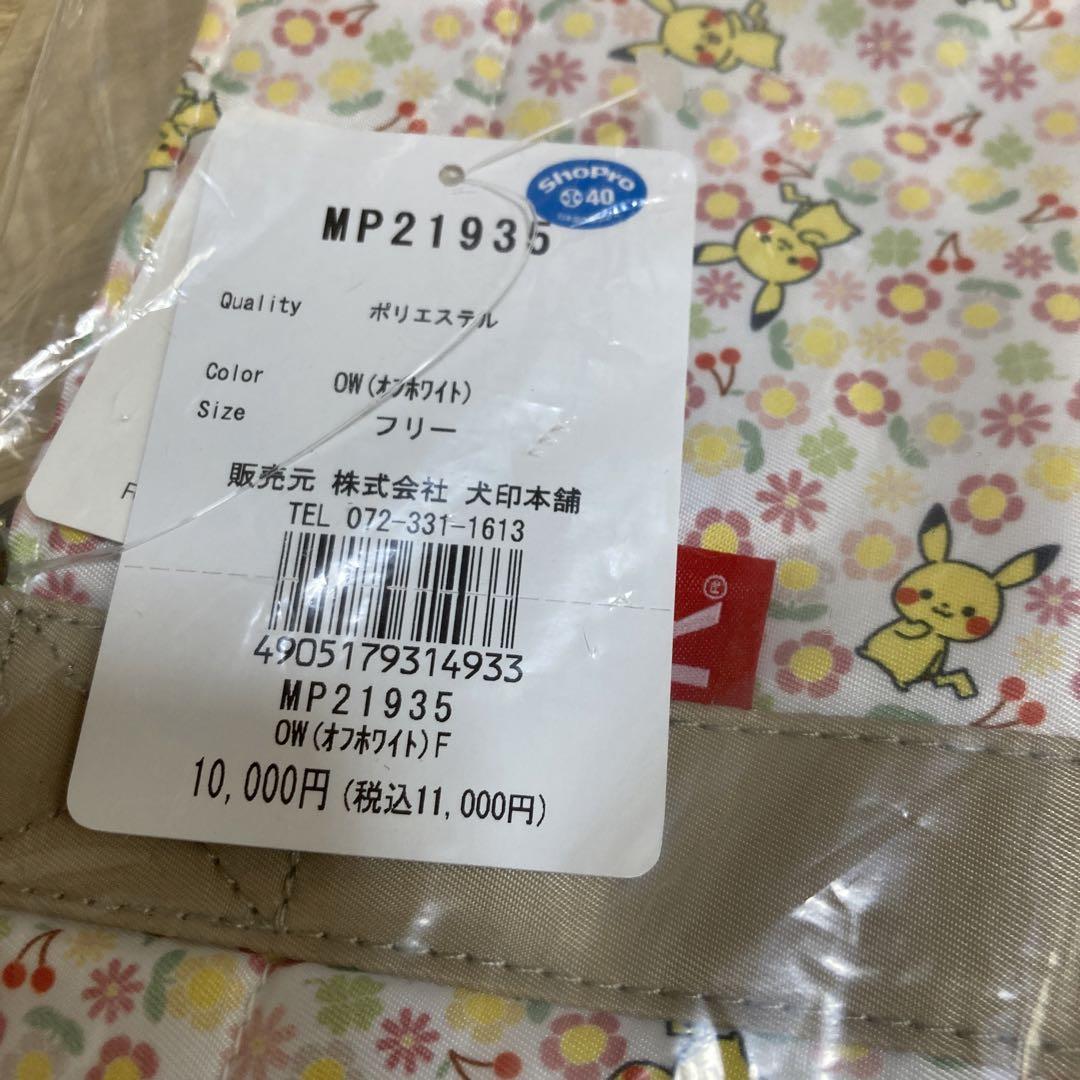 ShoPro
40
MP21935
Quality ポリエステル
Color OW(オフホワイト)
Size フリー
販売元 株式会社 犬印本舗
TEL 072-331-1613
4905179314933
MP21935
OW(オフホワイト)F
10,000円 (税込11,000円)
F
K®